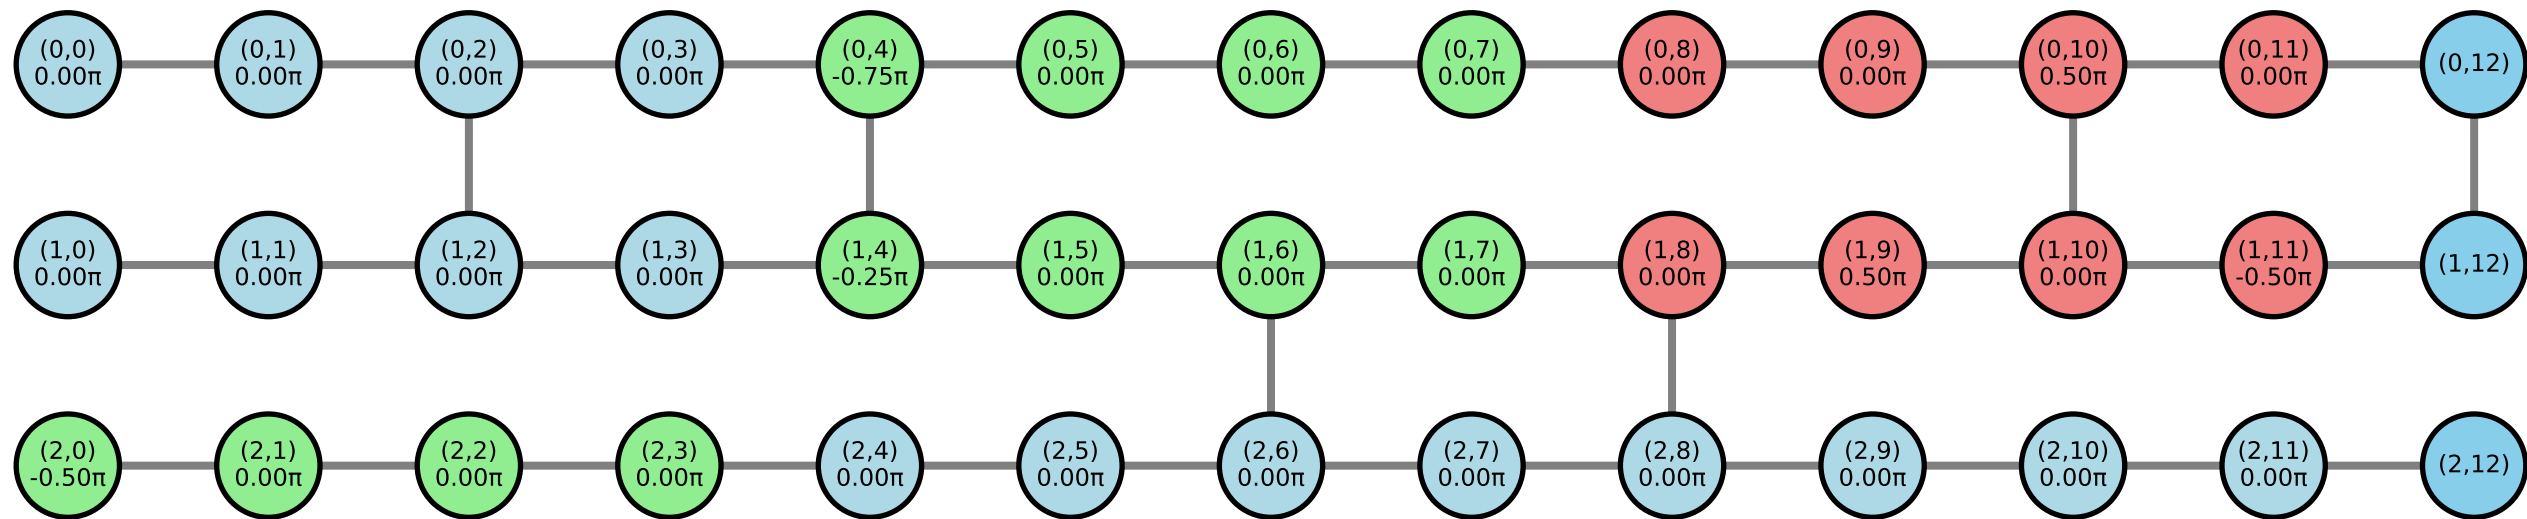 (0,0) (0,1) (0,2) (0,3) (0,4) (0,5) (0,6) (0,7) (0,8) (0,9) (0,10) (0,11) (0,12)
0.00π 0.00π 0.00π 0.00π -0.75π 0.00π 0.00π 0.00π 0.00π 0.00π 0.50π 0.00π
(1,0) (1,1) (1,2) (1,3) (1,4) (1,5) (1,6) (1,7) (1,8) (1,9) (1,10) (1,11) (1,12)
0.00π 0.00π 0.00π 0.00π -0.25π 0.00π 0.00π 0.00π 0.00π 0.50π 0.00π -0.50π
(2,0) (2,1) (2,2) (2,3) (2,4) (2,5) (2,6) (2,7) (2,8) (2,9) (2,10) (2,11) (2,12)
-0.50π 0.00π 0.00π 0.00π 0.00π 0.00π 0.00π 0.00π 0.00π 0.00π 0.00π 0.00π